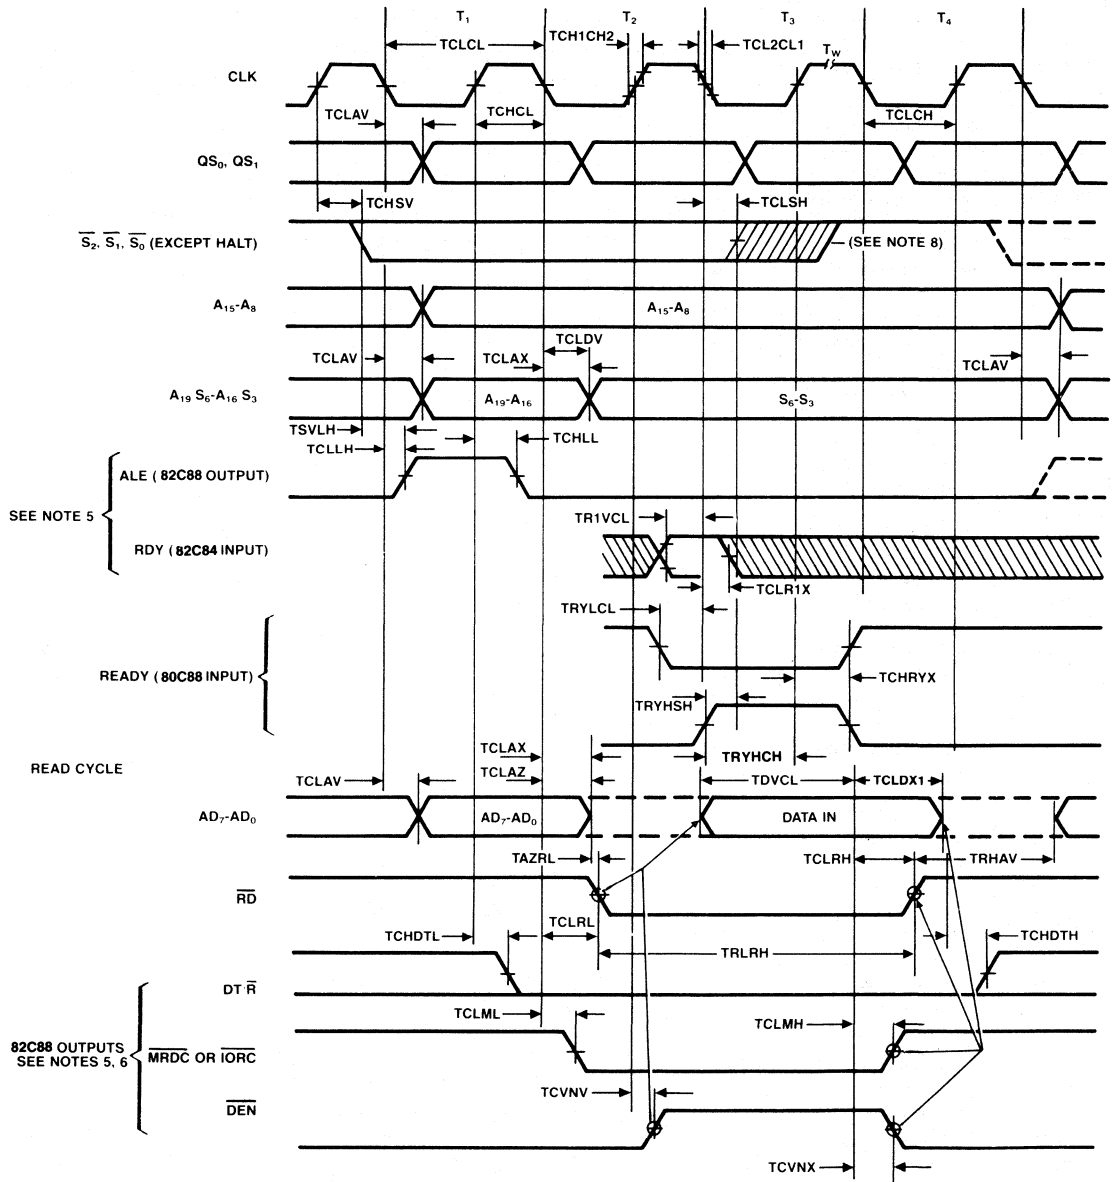 T1 T2 T3 T4
TCLCL TCH1CH2 TCL2CL1 TW
CLK
TCLAV TCHCL TCLCH
QS0, QS1
TCHSV TCLSH
S2, S1, S0 (EXCEPT HALT) (SEE NOTE 8)
A15-A8 A15-A8
TCLDV
TCLAV TCLAX TCLAV
A19 S6-A16 S3 A19-A16 S6-S3
TSVLH
TCHLL
TCLLH
ALE (82C88 OUTPUT)
SEE NOTE 5
TR1VCL
RDY (82C84 INPUT)
TCLR1X
TRYLCL
READY (80C88 INPUT) TCHRYX
TRYHSH
TCLAX TRYHCH
READ CYCLE
TCLAV TCLAZ TDVCL TCLDX1
AD7-AD0 AD7-AD0 DATA IN
TAZRL TCLRH TRHAV
RD
TCLRL
TCHDTL TRLRH TCHDTH
DT R
TCLML TCLMH
82C88 OUTPUTS
SEE NOTES 5, 6
MRDC OR IORC
TCVNV
DEN
TCVNX